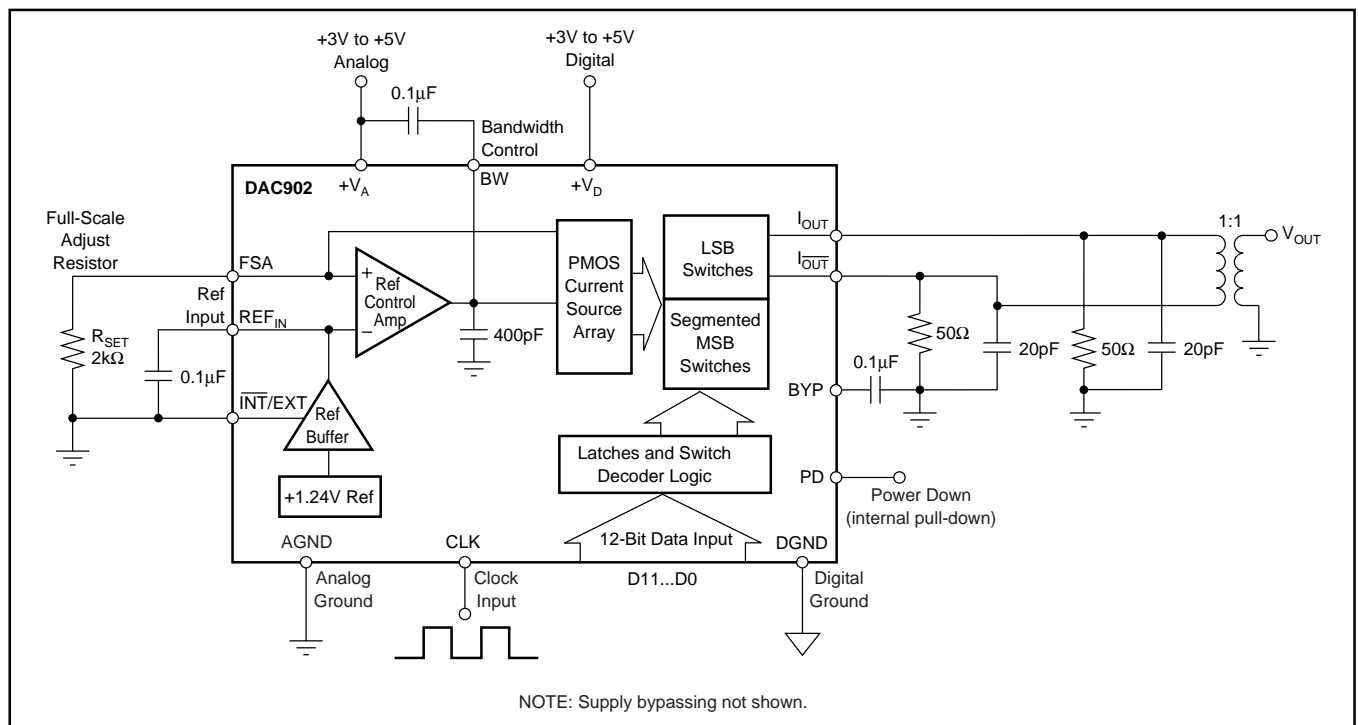 +3V to +5V
Analog
+3V to +5V
Digital
0.1μF
Bandwidth
Control
DAC902
+VA
BW
+VD
Full-Scale
Adjust
Resistor
FSA
Ref
Input
REFIN
RSET
2kΩ
0.1μF
INT/EXT
+
Ref
Control
Amp
–
400pF
Ref
Buffer
+1.24V Ref
PMOS
Current
Source
Array
LSB
Switches
Segmented
MSB
Switches
Latches and Switch
Decoder Logic
12-Bit Data Input
IOUT
IOUT
1:1
VOUT
50Ω
20pF
50Ω
20pF
0.1μF
BYP
PD
Power Down
(internal pull-down)
AGND
CLK
DGND
Analog
Ground
Clock
Input
D11...D0
Digital
Ground
NOTE: Supply bypassing not shown.